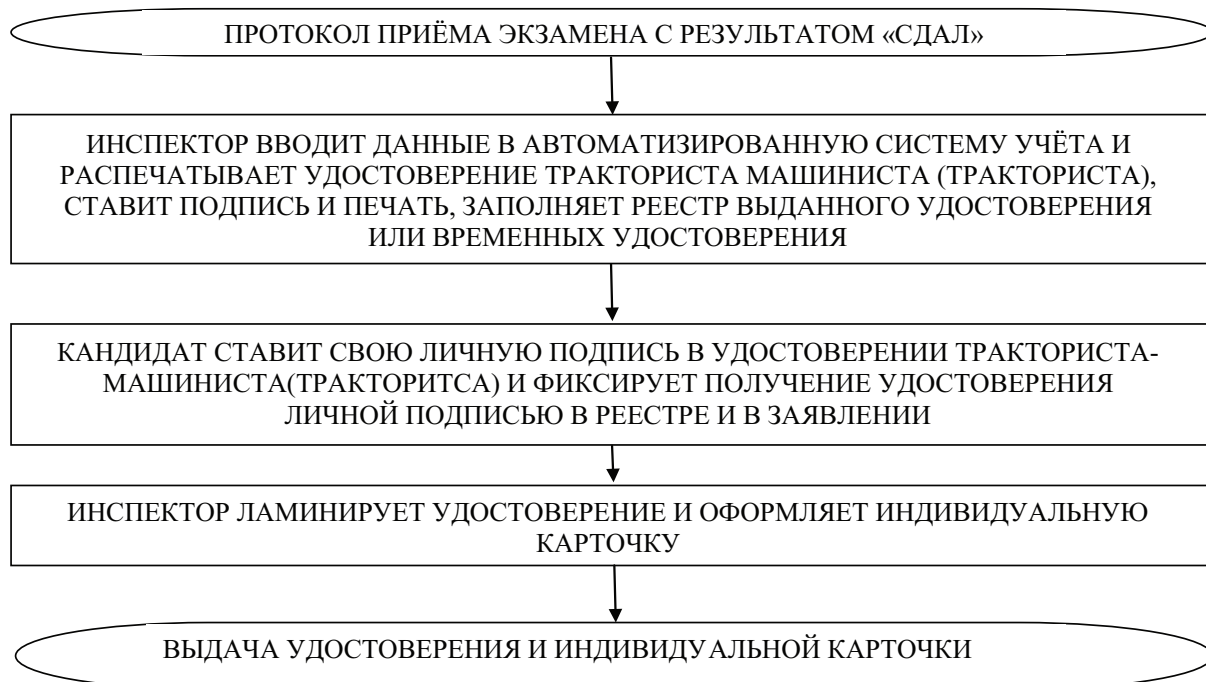 ПРОТОКОЛ ПРИЁМА ЭКЗАМЕНА С РЕЗУЛЬТАТОМ «СДАЛ»
ИНСПЕКТОР ВВОДИТ ДАННЫЕ В АВТОМАТИЗИРОВАННУЮ СИСТЕМУ УЧЁТА И
РАСПЕЧАТЫВАЕТ УДОСТОВЕРЕНИЕ ТРАКТОРИСТА МАШИНИСТА (ТРАКТОРИСТА),
СТАВИТ ПОДПИСЬ И ПЕЧАТЬ, ЗАПОЛНЯЕТ РЕЕСТР ВЫДАННОГО УДОСТОВЕРЕНИЯ
ИЛИ ВРЕМЕННЫХ УДОСТОВЕРЕНИЯ
КАНДИДАТ СТАВИТ СВОЮ ЛИЧНУЮ ПОДПИСЬ В УДОСТОВЕРЕНИИ ТРАКТОРИСТА-
МАШИНИСТА(ТРАКТОРИТСА) И ФИКСИРУЕТ ПОЛУЧЕНИЕ УДОСТОВЕРЕНИЯ
ЛИЧНОЙ ПОДПИСЬЮ В РЕЕСТРЕ И В ЗАЯВЛЕНИИ
ИНСПЕКТОР ЛАМИНИРУЕТ УДОСТОВЕРЕНИЕ И ОФОРМЛЯЕТ ИНДИВИДУАЛЬНУЮ
КАРТОЧКУ
ВЫДАЧА УДОСТОВЕРЕНИЯ И ИНДИВИДУАЛЬНОЙ КАРТОЧКИ